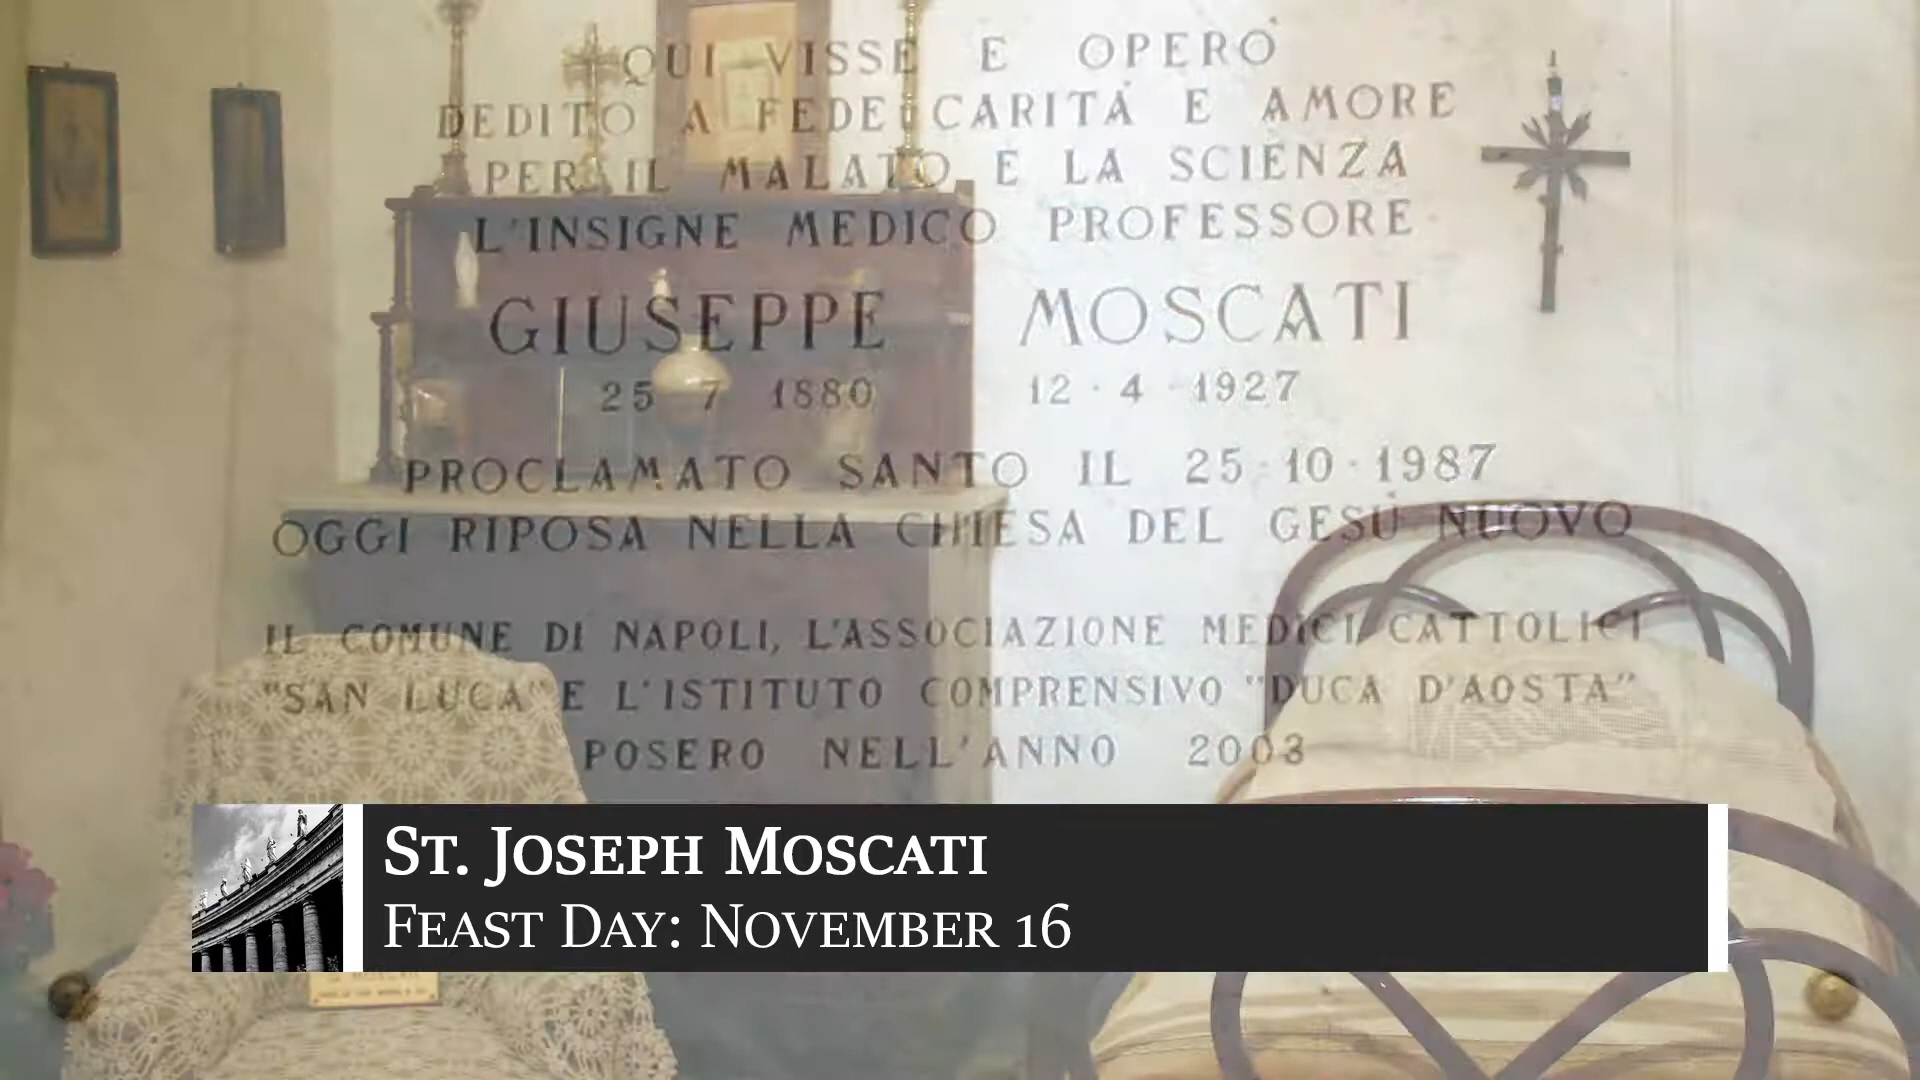 QUI VISSE E OPERÒ
DEDITO A FEDE CARITÀ E AMORE
PER IL MALATO E LA SCIENZA
L'INSIGNE MEDICO PROFESSORE
GIUSEPPE MOSCATI
25 7 1880 12·4·1927
PROCLAMATO SANTO IL 25·10·1987
OGGI RIPOSA NELLA CHIESA DEL GESÙ NUOVO
IL COMUNE DI NAPOLI, L'ASSOCIAZIONE MEDICI CATTOLICI
"SAN LUCA" E L'ISTITUTO COMPRENSIVO "DUCA D'AOSTA"
POSERO NELL'ANNO 2003
ST. JOSEPH MOSCATI
FEAST DAY: NOVEMBER 16